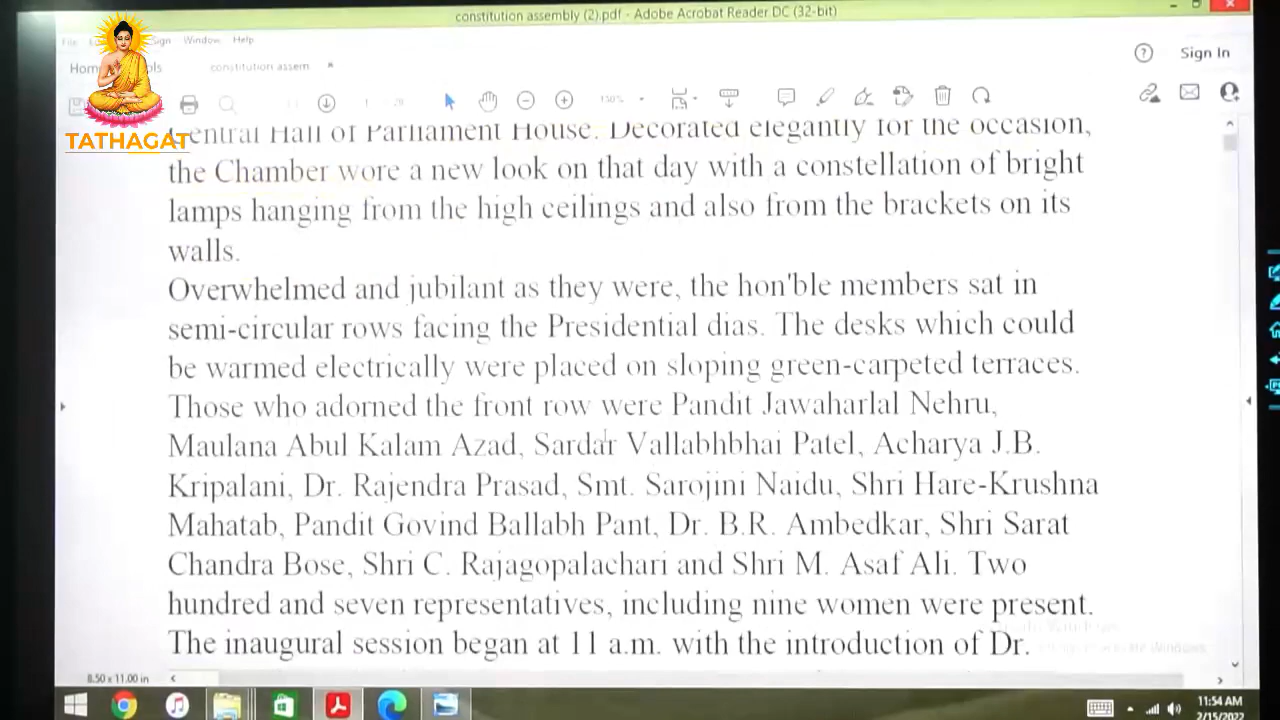 constitution assembly (2).pdf - Adobe Acrobat Reader DC (32-bit)
File Sign Window Help
constitution assem
Sign In
TATHAGAT
150%
Central Hall of Parliament House. Decorated elegantly for the occasion,
the Chamber wore a new look on that day with a constellation of bright
lamps hanging from the high ceilings and also from the brackets on its
walls.
Overwhelmed and jubilant as they were, the hon'ble members sat in
semi-circular rows facing the Presidential dias. The desks which could
be warmed electrically were placed on sloping green-carpeted terraces.
Those who adorned the front row were Pandit Jawaharlal Nehru,
Maulana Abul Kalam Azad, Sardar Vallabhbhai Patel, Acharya J.B.
Kripalani, Dr. Rajendra Prasad, Smt. Sarojini Naidu, Shri Hare-Krushna
Mahatab, Pandit Govind Ballabh Pant, Dr. B.R. Ambedkar, Shri Sarat
Chandra Bose, Shri C. Rajagopalachari and Shri M. Asaf Ali. Two
hundred and seven representatives, including nine women were present.
The inaugural session began at 11 a.m. with the introduction of Dr.
8.50 x 11.00 in
11:54 AM
2/15/2022